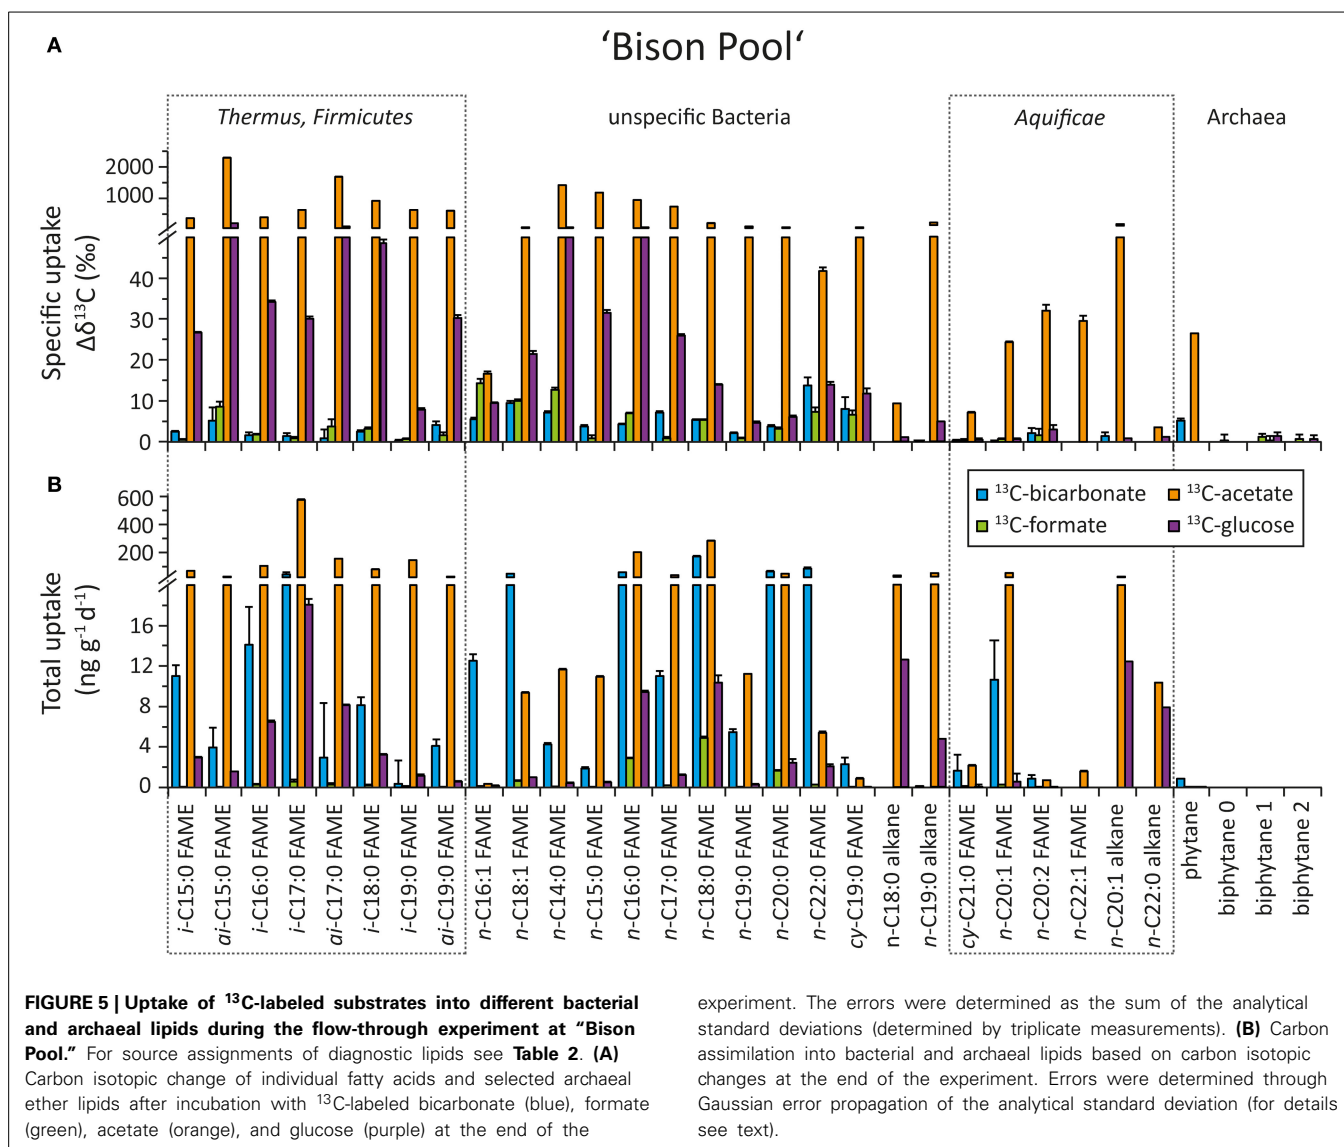 A
‘Bison Pool‘
Thermus, Firmicutes
unspecific Bacteria
Aquificae
Archaea
Specific uptake
Δδ13C (‰)
2000
1000
40
30
20
10
0
B
13C-bicarbonate
13C-acetate
13C-formate
13C-glucose
Total uptake
(ng g-1 d-1)
600
400
200
16
12
8
4
0
i-C15:0 FAME
ai-C15:0 FAME
i-C16:0 FAME
i-C17:0 FAME
ai-C17:0 FAME
i-C18:0 FAME
i-C19:0 FAME
ai-C19:0 FAME
n-C16:1 FAME
n-C18:1 FAME
n-C14:0 FAME
n-C15:0 FAME
n-C16:0 FAME
n-C17:0 FAME
n-C18:0 FAME
n-C19:0 FAME
n-C20:0 FAME
n-C22:0 FAME
cy-C19:0 FAME
n-C18:0 alkane
n-C19:0 alkane
cy-C21:0 FAME
n-C20:1 FAME
n-C20:2 FAME
n-C22:1 FAME
n-C20:1 alkane
n-C22:0 alkane
phytane
biphytane 0
biphytane 1
biphytane 2
FIGURE 5 | Uptake of 13C-labeled substrates into different bacterial
and archaeal lipids during the flow-through experiment at “Bison
Pool.” For source assignments of diagnostic lipids see Table 2. (A)
Carbon isotopic change of individual fatty acids and selected archaeal
ether lipids after incubation with 13C-labeled bicarbonate (blue), formate
(green), acetate (orange), and glucose (purple) at the end of the
experiment. The errors were determined as the sum of the analytical
standard deviations (determined by triplicate measurements). (B) Carbon
assimilation into bacterial and archaeal lipids based on carbon isotopic
changes at the end of the experiment. Errors were determined through
Gaussian error propagation of the analytical standard deviation (for details
see text).